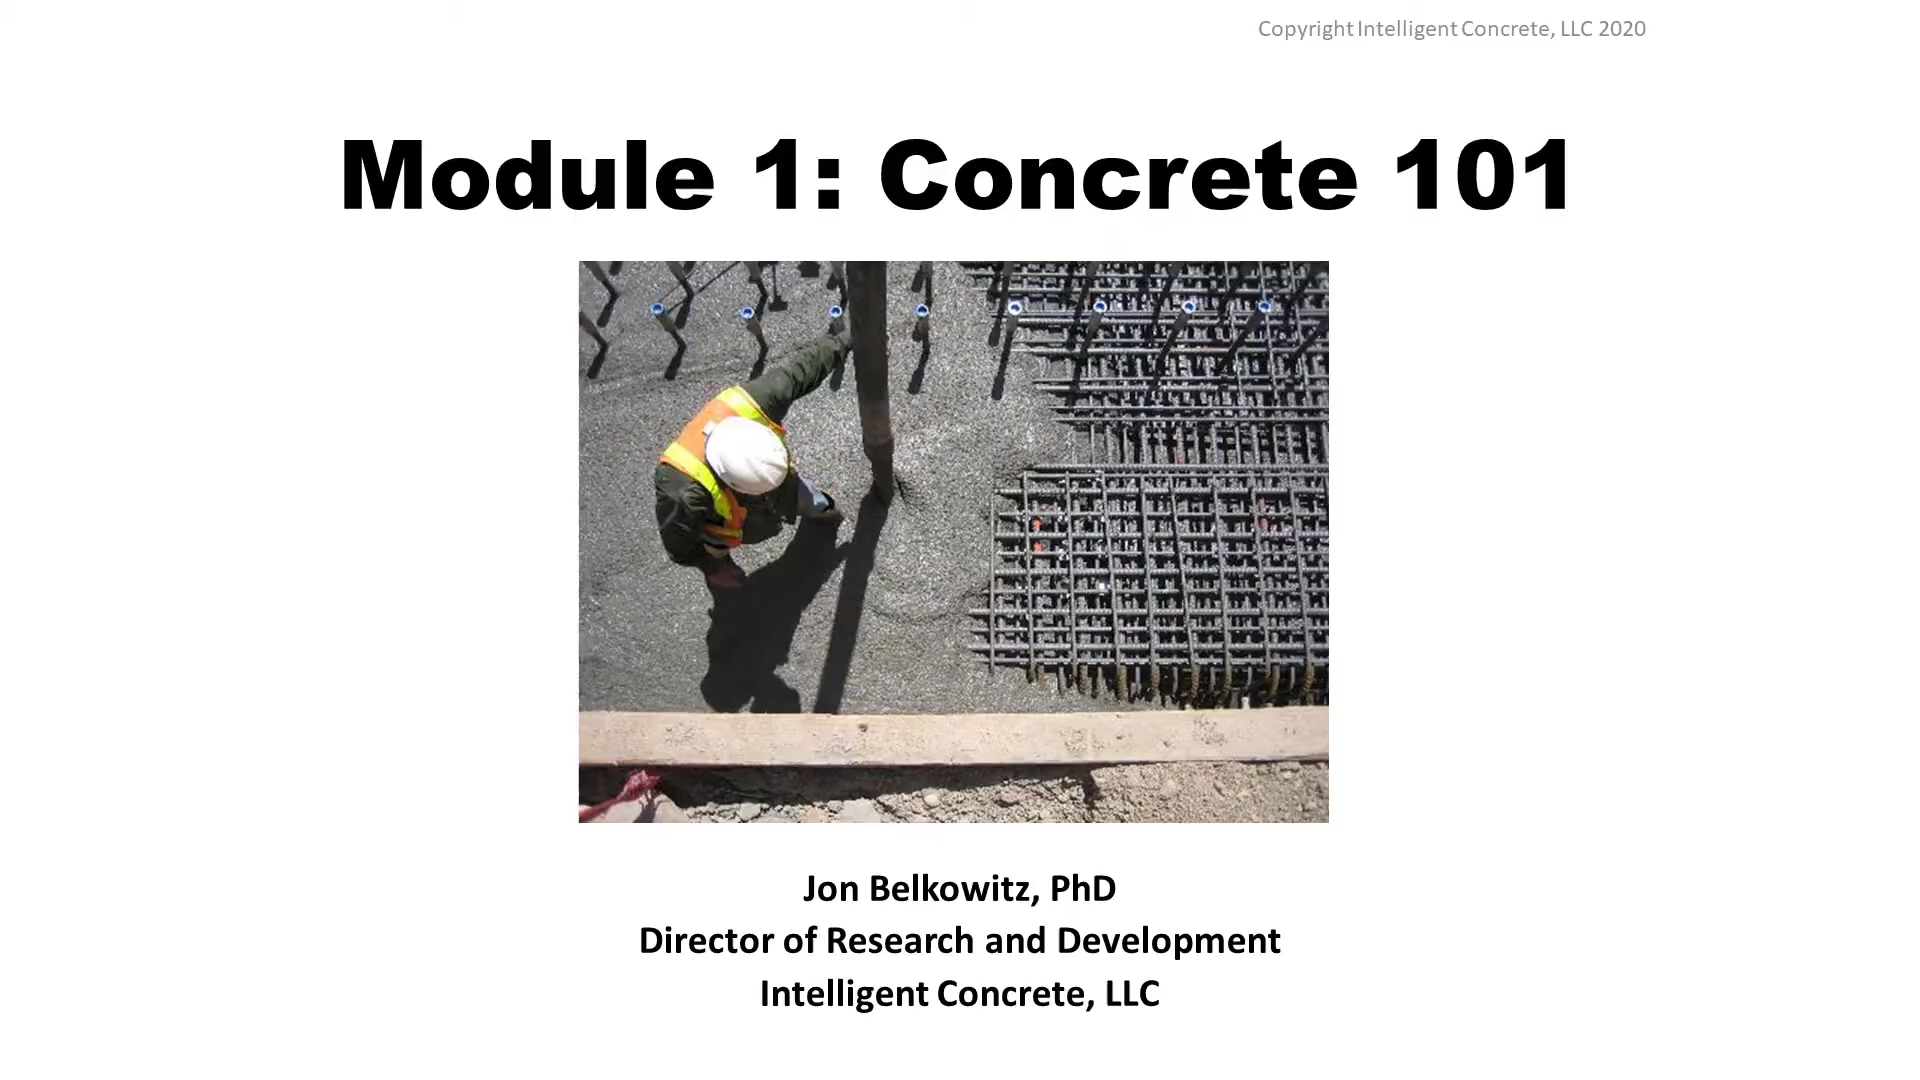 Copyright Intelligent Concrete, LLC 2020
Module 1: Concrete 101
Jon Belkowitz, PhD
Director of Research and Development
Intelligent Concrete, LLC